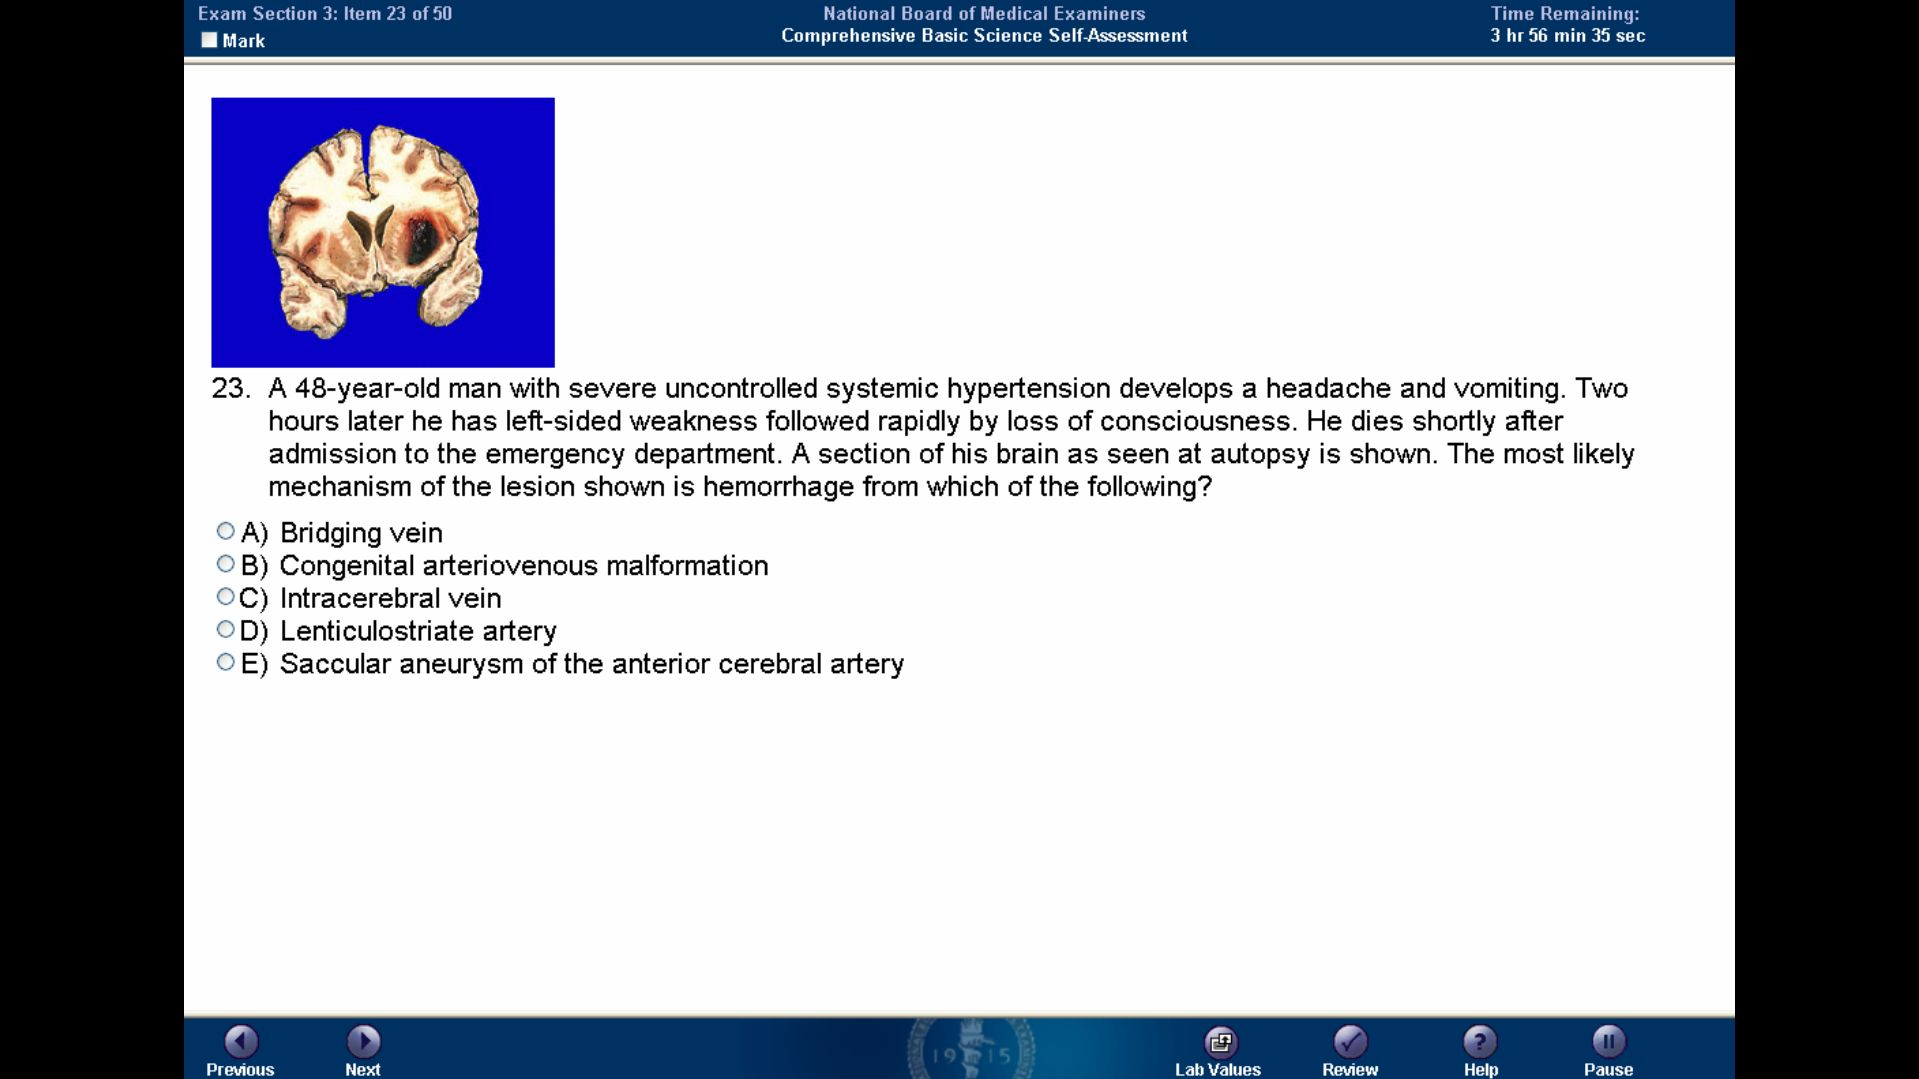 Exam Section 3: Item 23 of 50
National Board of Medical Examiners
Time Remaining:
Mark
Comprehensive Basic Science Self-Assessment
3 hr 56 min 35 sec
23. A 48-year-old man with severe uncontrolled systemic hypertension develops a headache and vomiting. Two
hours later he has left-sided weakness followed rapidly by loss of consciousness. He dies shortly after
admission to the emergency department. A section of his brain as seen at autopsy is shown. The most likely
mechanism of the lesion shown is hemorrhage from which of the following?
A) Bridging vein
B) Congenital arteriovenous malformation
C) Intracerebral vein
D) Lenticulostriate artery
E) Saccular aneurysm of the anterior cerebral artery
1915
Previous
Next
Lab Values
Review
Help
Pause